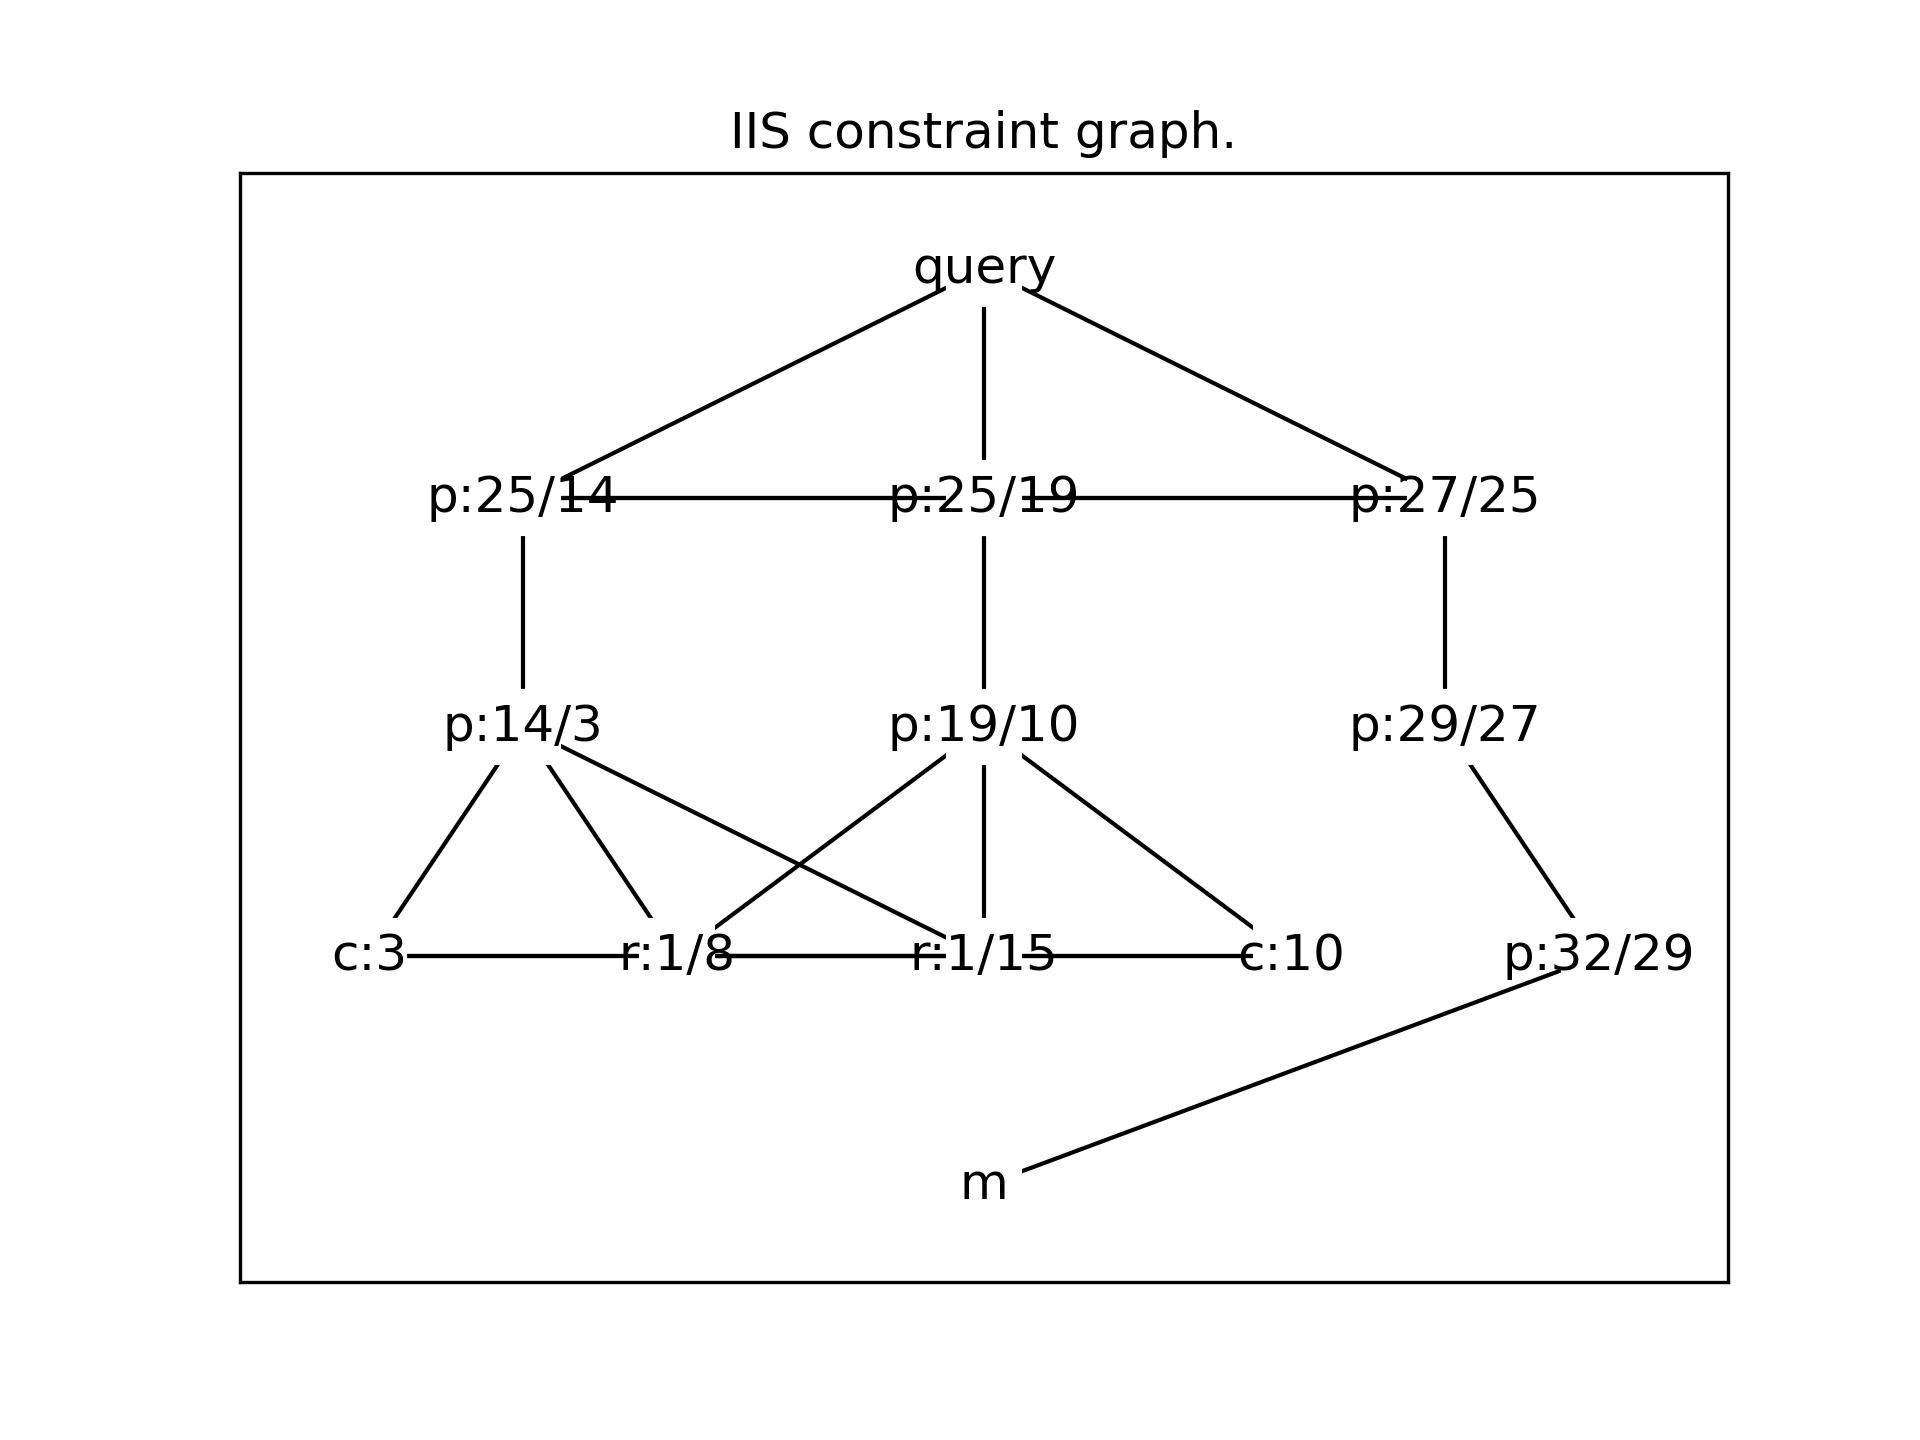 IIS constraint graph.
query
p:25/14 p:25/19 p:27/25
p:14/3 p:19/10 p:29/27
c:3 r:1/8 r:1/15 c:10 p:32/29
m